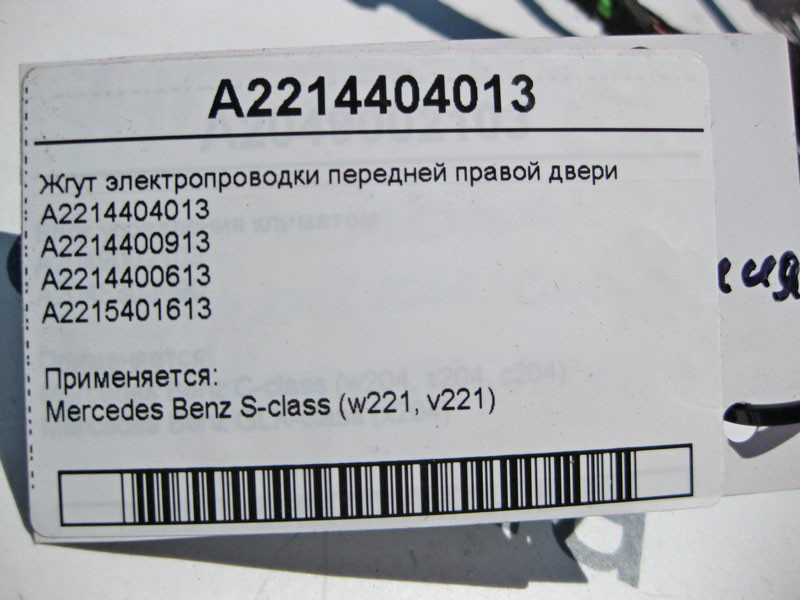 A2214404013
Жгут электропроводки передней правой двери
A2214404013
A2214400913
A2214400613
A2215401613
Применяется:
Mercedes Benz S-class (w221, v221)